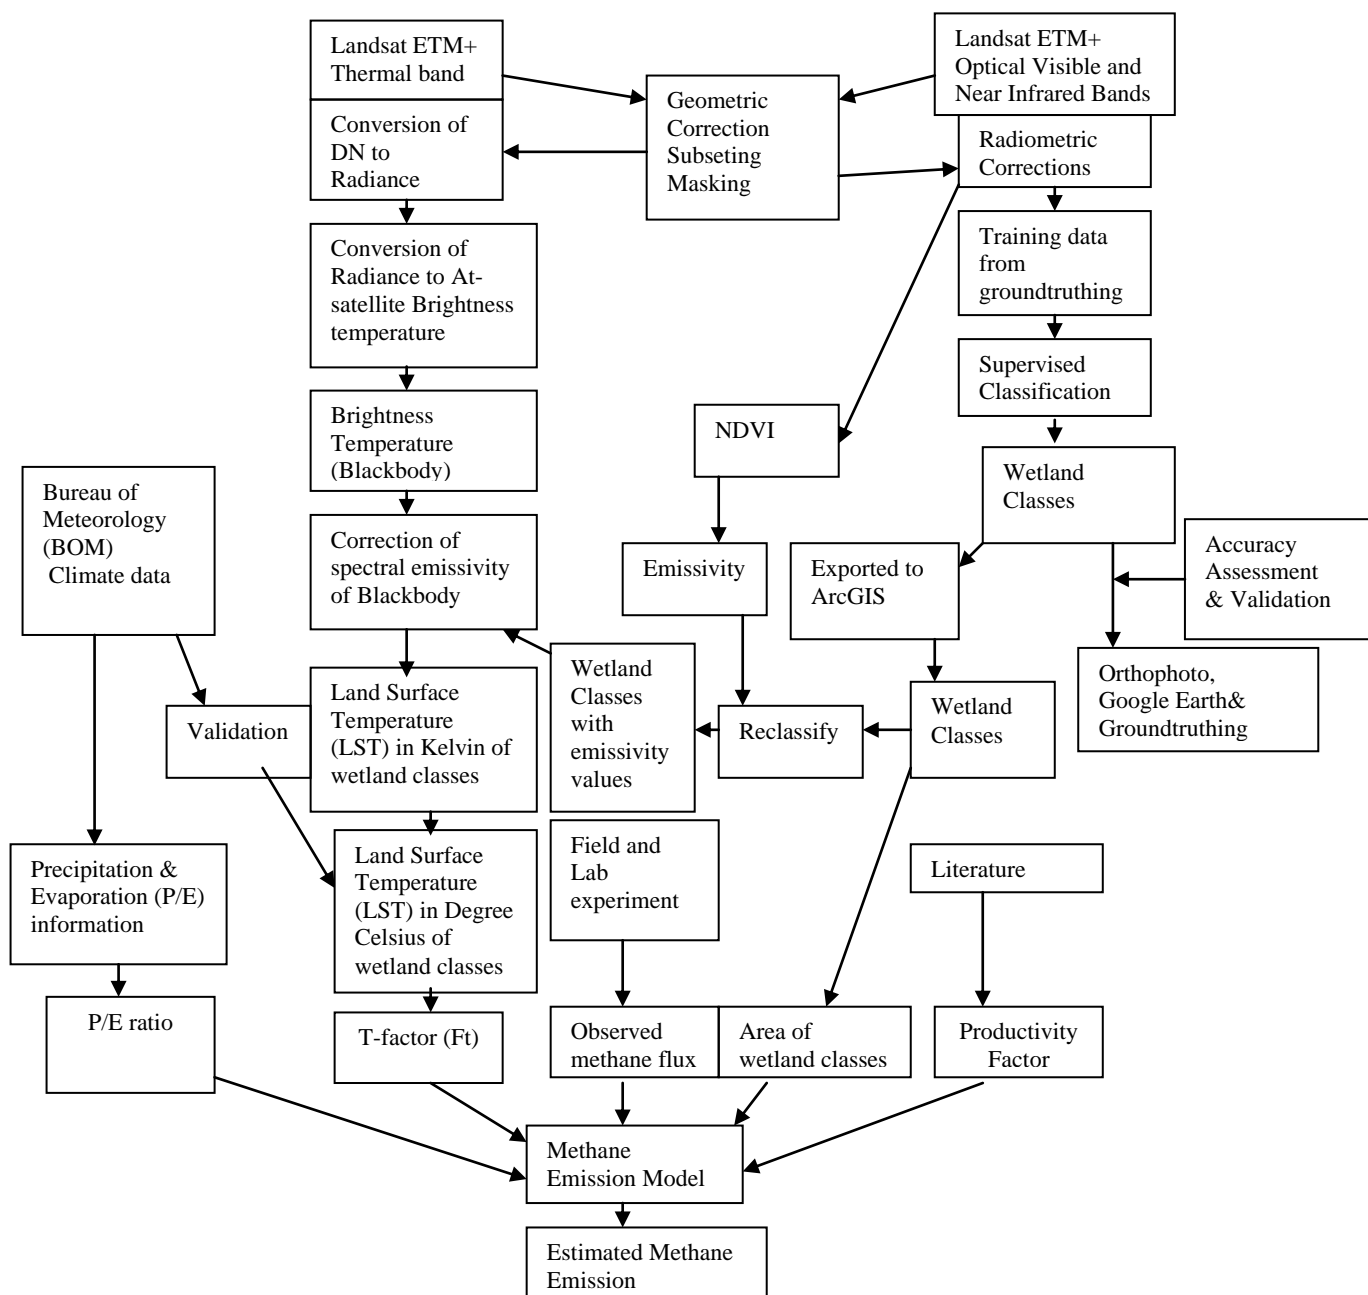 Landsat ETM+
Thermal band
Landsat ETM+
Optical Visible and
Near Infrared Bands
Geometric
Correction
Subseting
Masking
Conversion of
DN to
Radiance
Radiometric
Corrections
Training data
from
groundtruthing
Conversion of
Radiance to At-
satellite Brightness
temperature
Supervised
Classification
Brightness
Temperature
(Blackbody)
NDVI
Wetland
Classes
Bureau of
Meteorology
(BOM)
Climate data
Correction of
spectral emissivity
of Blackbody
Emissivity
Exported to
ArcGIS
Accuracy
Assessment
& Validation
Wetland
Classes
with
emissivity
values
Orthophoto,
Google Earth&
Groundtruthing
Validation
Land Surface
Temperature
(LST) in Kelvin of
wetland classes
Reclassify
Wetland
Classes
Precipitation &
Evaporation (P/E)
information
Land Surface
Temperature
(LST) in Degree
Celsius of
wetland classes
Field and
Lab
experiment
Literature
P/E ratio
T-factor (Ft)
Observed
methane flux
Area of
wetland classes
Productivity
Factor
Methane
Emission Model
Estimated Methane
Emission